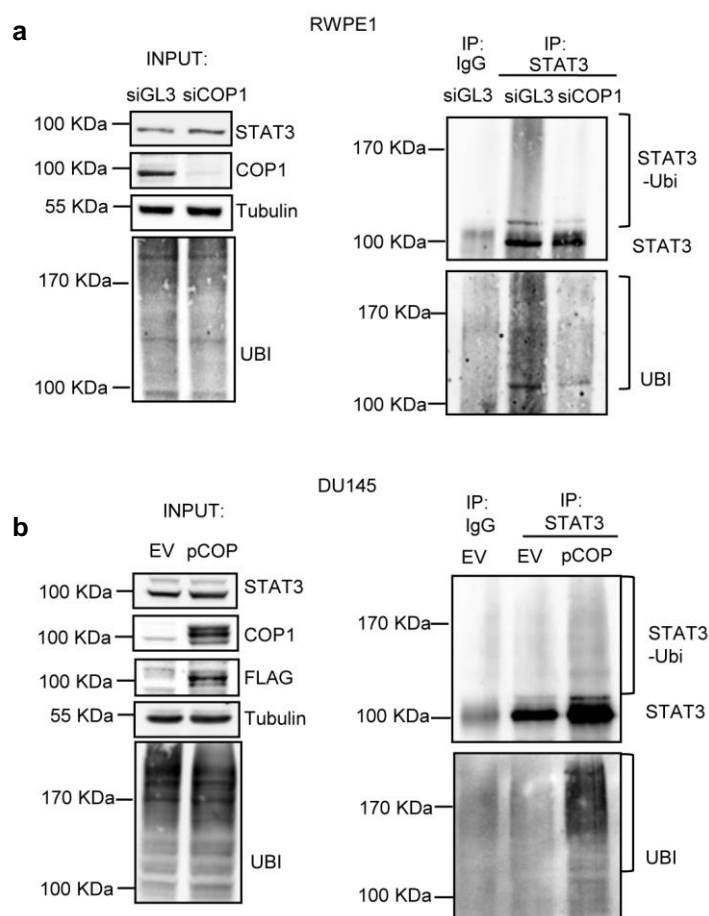 a
RWPE1
INPUT:
siGL3 siCOP1
100 KDa
STAT3
100 KDa
COP1
55 KDa
Tubulin
170 KDa
UBI
100 KDa
IP:
IgG
IP:
STAT3
siGL3 siGL3 siCOP1
170 KDa
STAT3
-Ubi
100 KDa
STAT3
170 KDa
UBI
100 KDa
b
DU145
INPUT:
EV pCOP
100 KDa
STAT3
100 KDa
COP1
100 KDa
FLAG
55 KDa
Tubulin
170 KDa
UBI
100 KDa
IP:
IgG
IP:
STAT3
EV EV pCOP
170 KDa
STAT3
-Ubi
100 KDa
STAT3
170 KDa
UBI
100 KDa